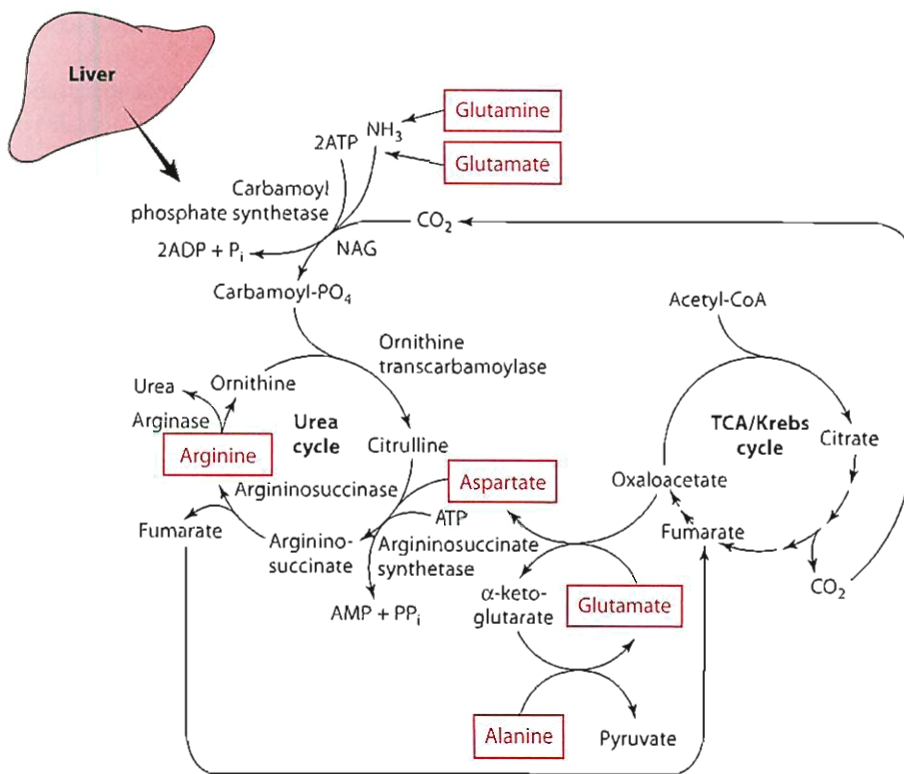 Liver
Glutamine
NH₃
2ATP
Glutamate
Carbamoyl
phosphate synthetase
CO₂
2ADP + Pᵢ
NAG
Carbamoyl-PO₄
Acetyl-CoA
Ornithine
transcarbamoylase
Urea
Ornithine
Arginase
Urea
cycle
TCA/Krebs
cycle
Citrate
Arginine
Citrulline
Argininosuccinase
Aspartate
Oxaloacetate
Fumarate
ATP
Fumarate
Arginino-
succinate
Argininosuccinate
synthetase
CO₂
AMP + PPᵢ
α-keto-
glutarate
Glutamate
Alanine
Pyruvate